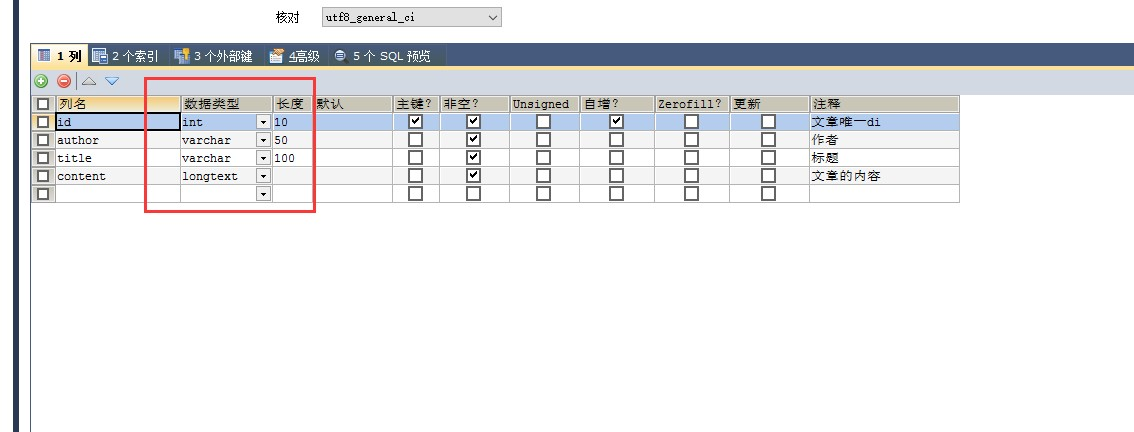 核对 utf8_general_ci
1 列 2 个索引 3 个外部键 4高级 5 个 SQL 预览
列名 数据类型 长度 默认 主键? 非空? Unsigned 自增? Zerofill? 更新 注释
id int 10 文章唯一di
author varchar 50 作者
title varchar 100 标题
content longtext 文章的内容